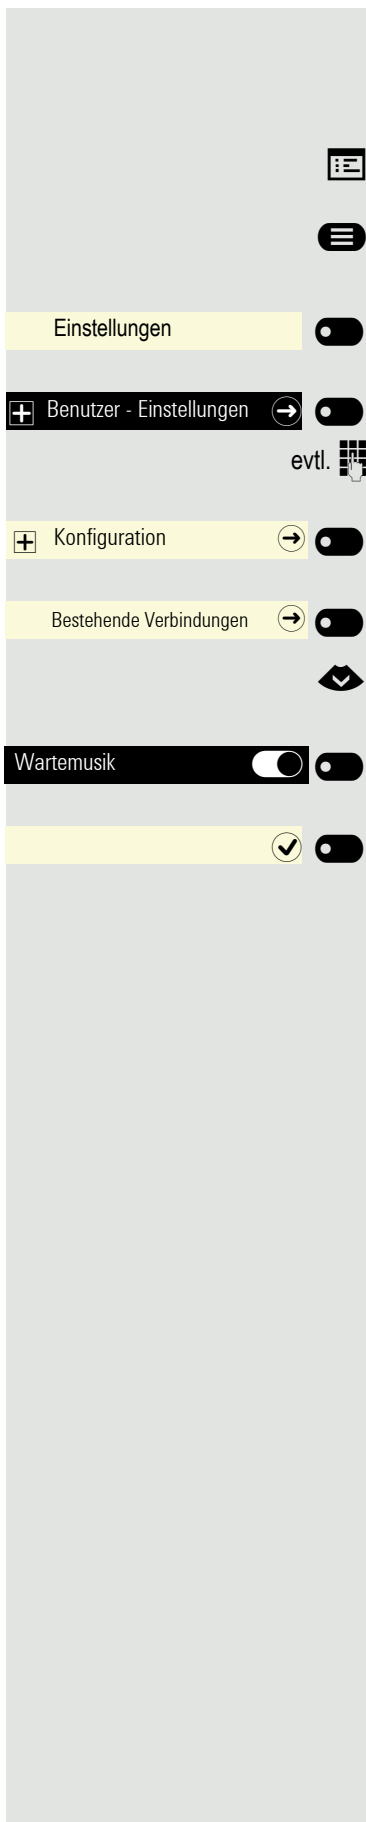 Einstellungen
Benutzer - Einstellungen
evtl.
Konfiguration
Bestehende Verbindungen
Wartemusik